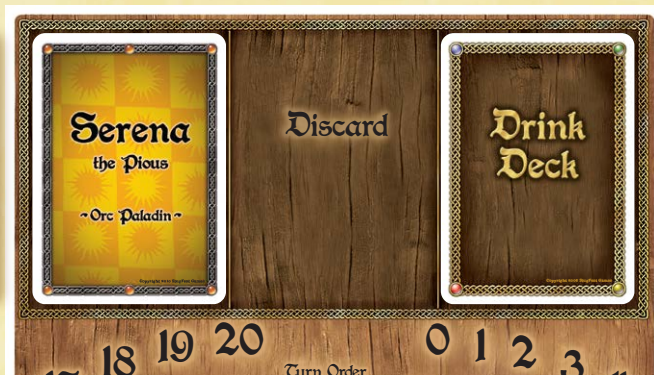 Serena
the Pious
~Orc Paladin~
Discard
Drink
Deck
18 19 20 0 1 2 3
Turn Order